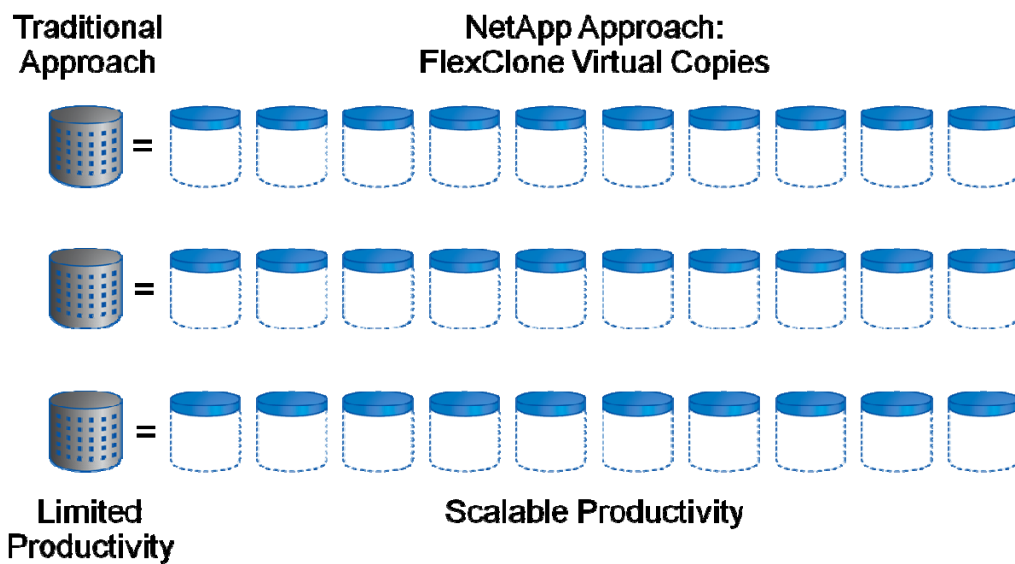 Traditional
Approach
NetApp Approach:
FlexClone Virtual Copies
=
=
=
Limited
Productivity
Scalable Productivity